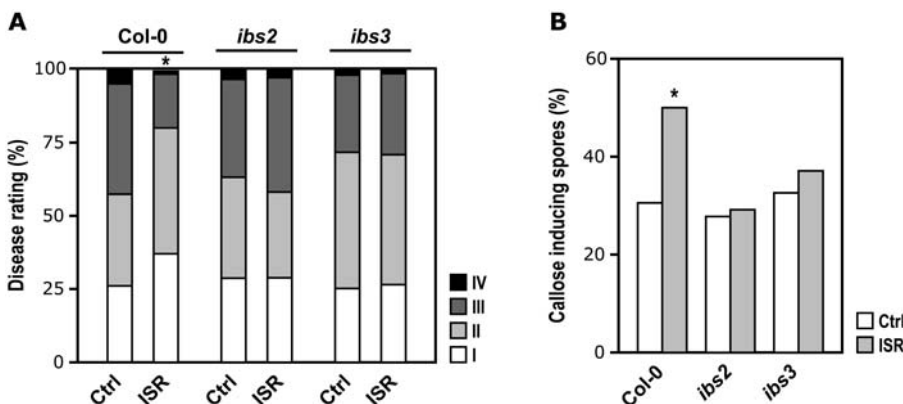 A
Col-0 ibs2 ibs3
*
Disease rating (%)
100
75
50
25
0
Ctrl ISR Ctrl ISR Ctrl ISR
IV
III
II
I
B
Callose inducing spores (%)
60
40
20
0
*
Col-0 ibs2 ibs3
Ctrl
ISR